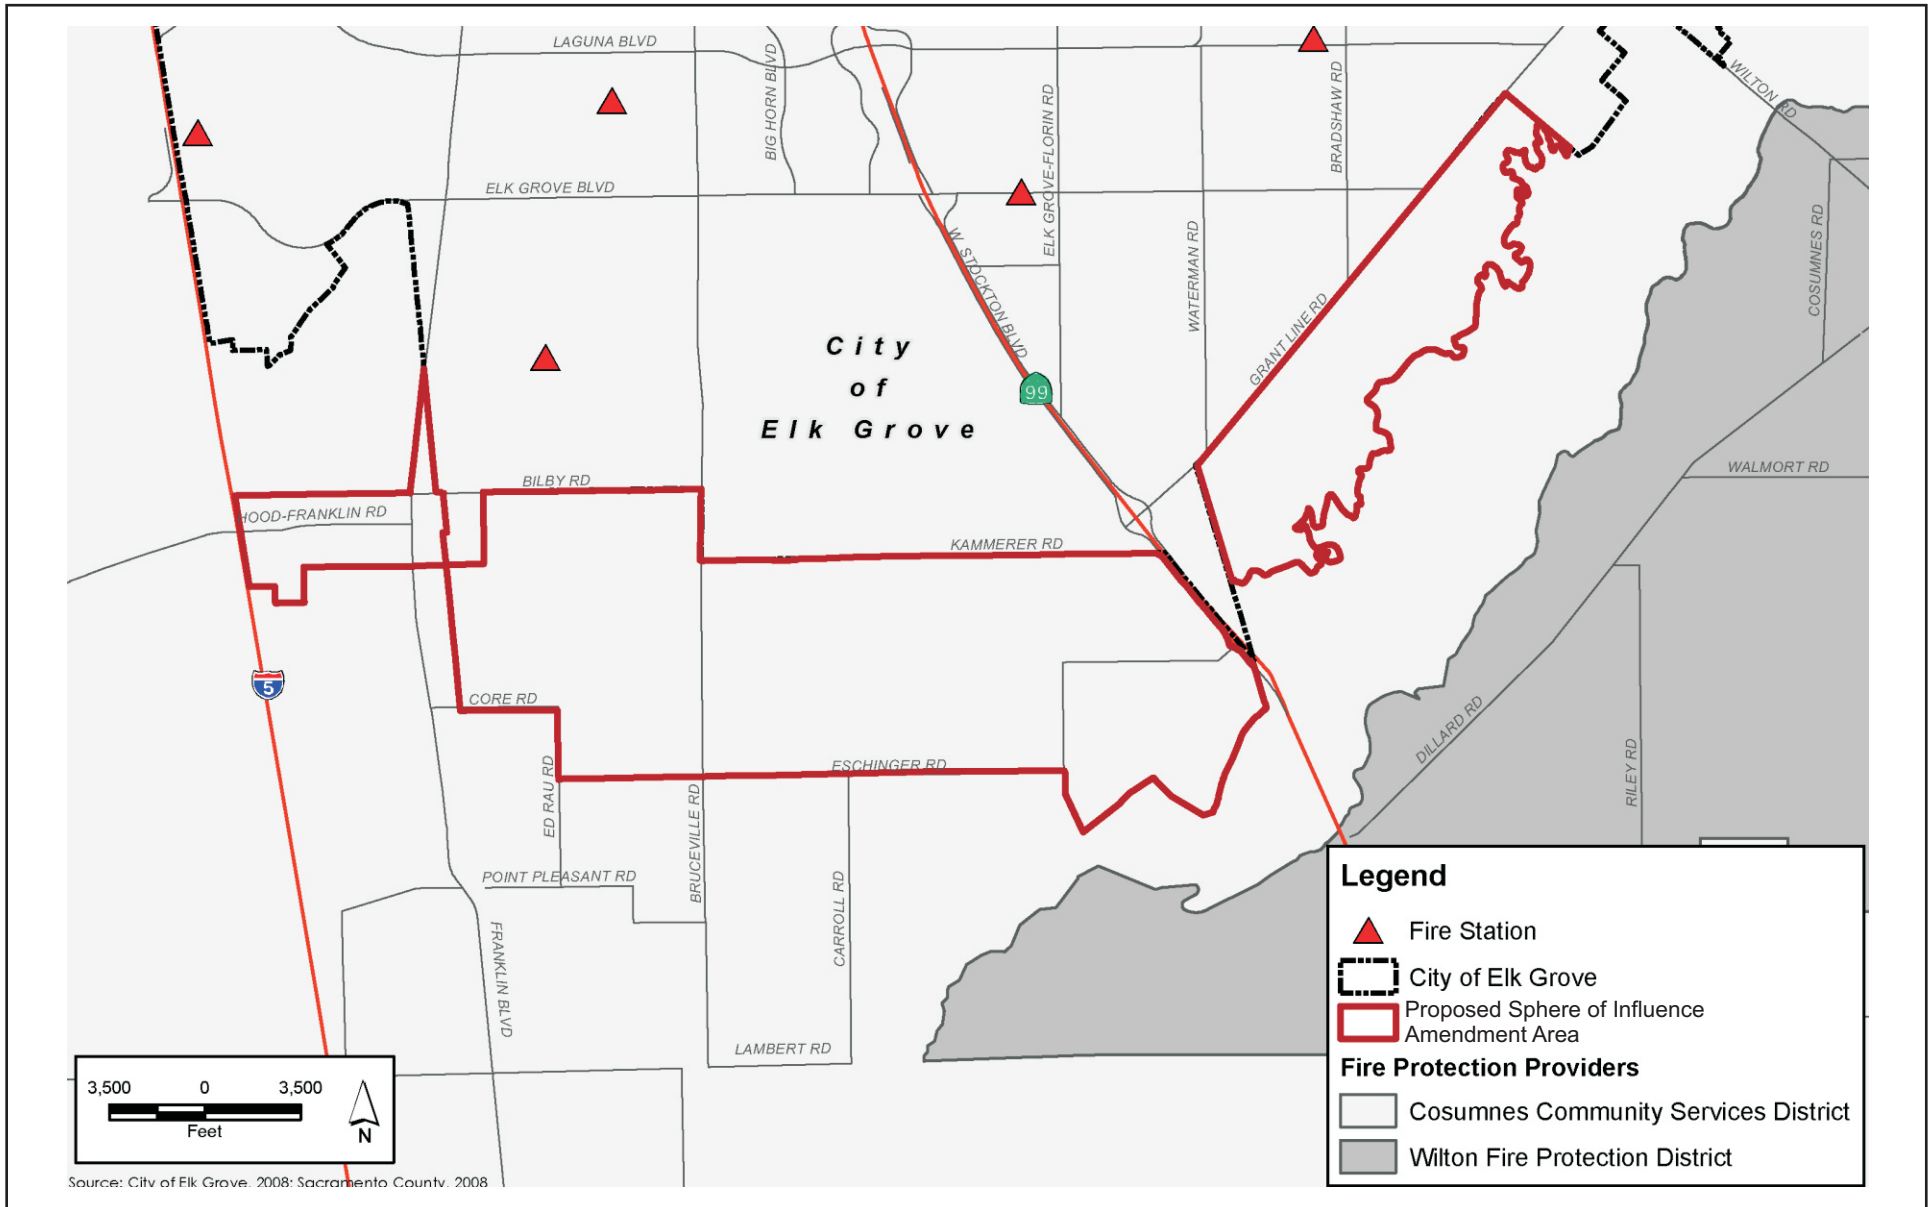 LAGUNA BLVD
BIG HORN BLVD
ELK GROVE-FLORIN RD
BRADSHAW RD
WILTON RD
ELK GROVE BLVD
W. STOCKTON BLVD
WATERMAN RD
COSUMNES RD
GRANT LINE RD
City
of
Elk Grove
99
BILBY RD
HOOD-FRANKLIN RD
KAMMERER RD
WALMORT RD
5
CORE RD
DILLARD RD
RILEY RD
ED RAU RD
ESCHINGER RD
BRUCEVILLE RD
POINT PLEASANT RD
CARROLL RD
FRANKLIN BLVD
LAMBERT RD
Legend
Fire Station
City of Elk Grove
Proposed Sphere of Influence
Amendment Area
Fire Protection Providers
Cosumnes Community Services District
Wilton Fire Protection District
3,500 0 3,500
Feet
N
Source: City of Elk Grove, 2008; Sacramento County, 2008